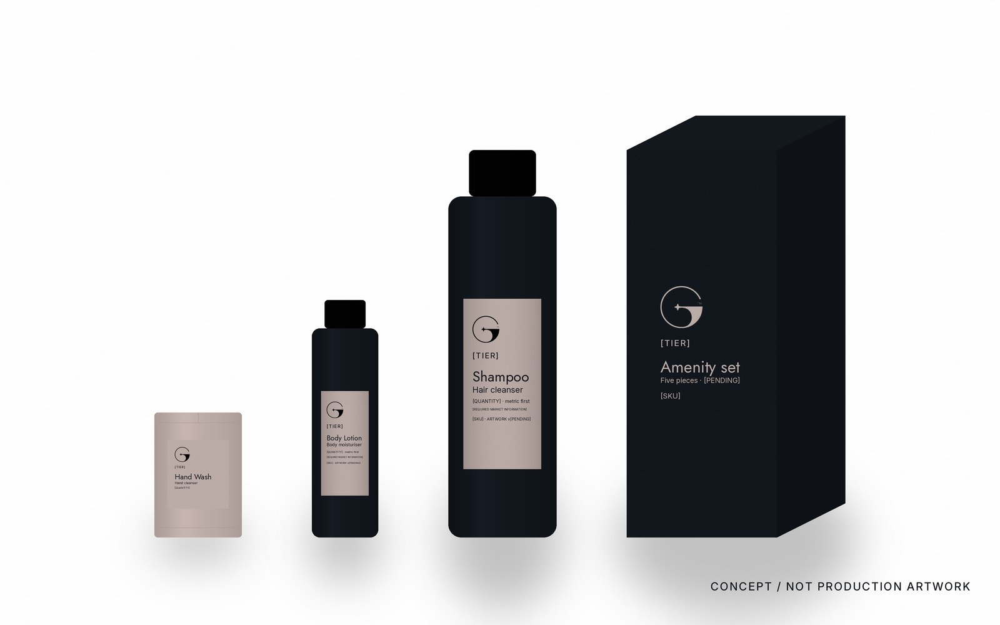 [TIER]
Hand Wash
Hand cleanser
[QUANTITY]
[TIER]
Body Lotion
Body moisturiser
[QUANTITY] · metric first
[REQUIRED MARKET INFORMATION]
[SKU] · ARTWORK v[PENDING]
[TIER]
Shampoo
Hair cleanser
[QUANTITY] · metric first
[REQUIRED MARKET INFORMATION]
[SKU] · ARTWORK v[PENDING]
TM
[TIER]
Amenity set
Five pieces · [PENDING]
[SKU]
CONCEPT / NOT PRODUCTION ARTWORK